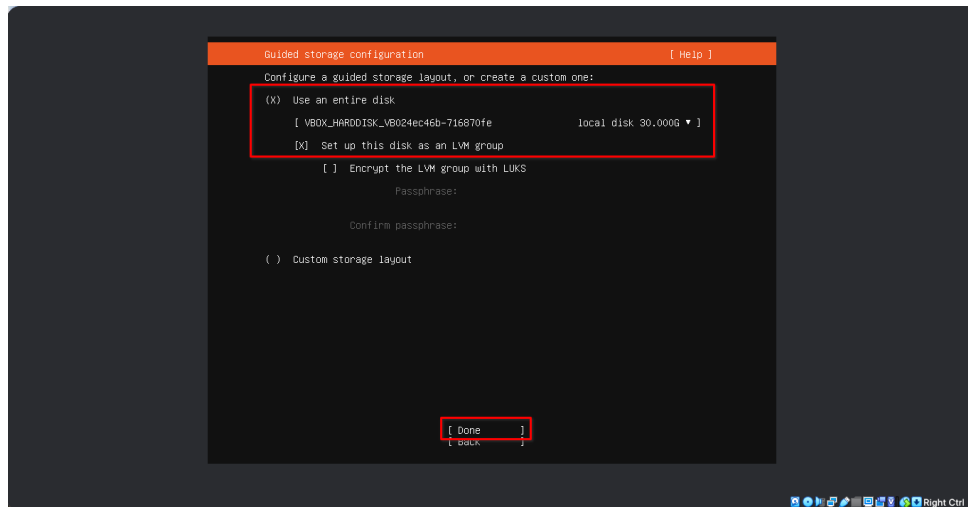 Guided storage configuration [ Help ]
Configure a guided storage layout, or create a custom one:
(X) Use an entire disk
[ VBOX_HARDDISK_VB024ec46b-716870fe local disk 30.000G ▼ ]
[X] Set up this disk as an LVM group
[ ] Encrypt the LVM group with LUKS
Passphrase:
Confirm passphrase:
( ) Custom storage layout
[ Done ]
[ Back ]
Right Ctrl